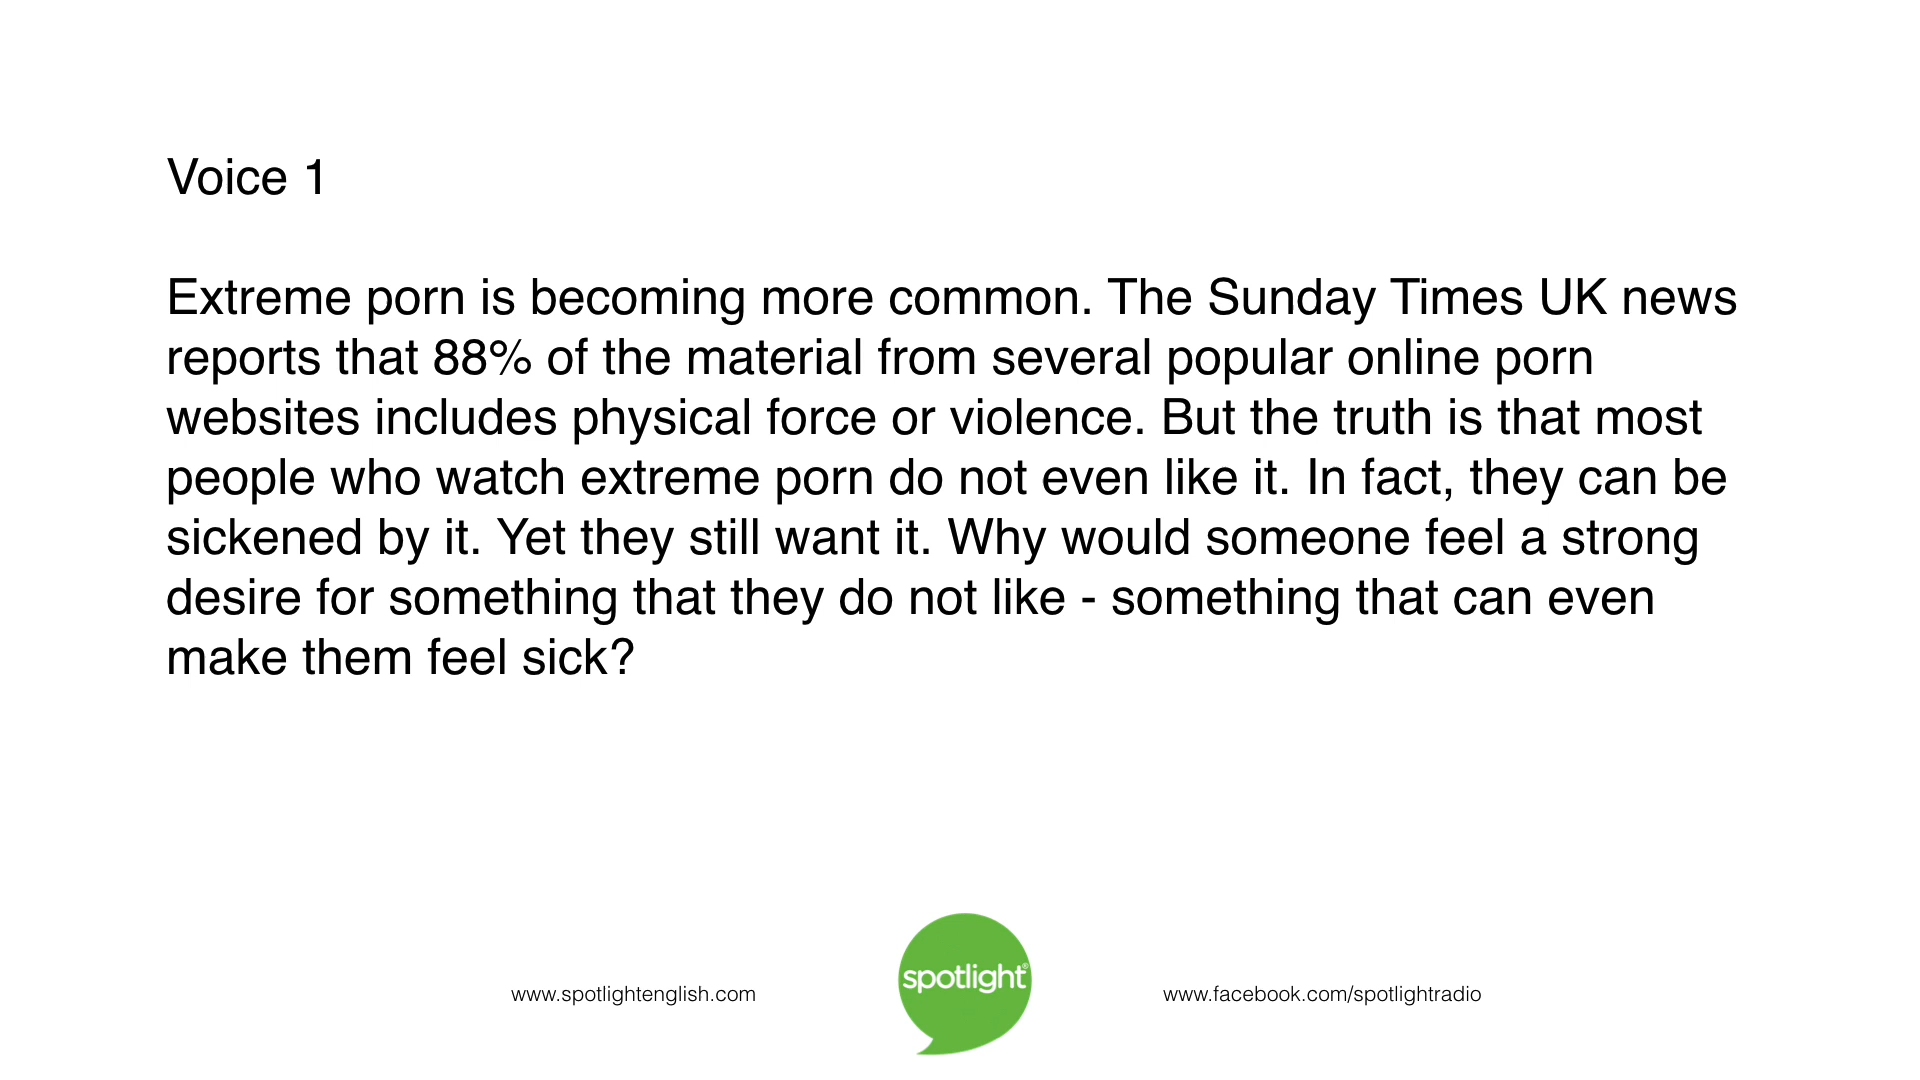 Voice 1
Extreme porn is becoming more common. The Sunday Times UK news
reports that 88% of the material from several popular online porn
websites includes physical force or violence. But the truth is that most
people who watch extreme porn do not even like it. In fact, they can be
sickened by it. Yet they still want it. Why would someone feel a strong
desire for something that they do not like - something that can even
make them feel sick?
www.spotlightenglish.com
spotlight®
www.facebook.com/spotlightradio